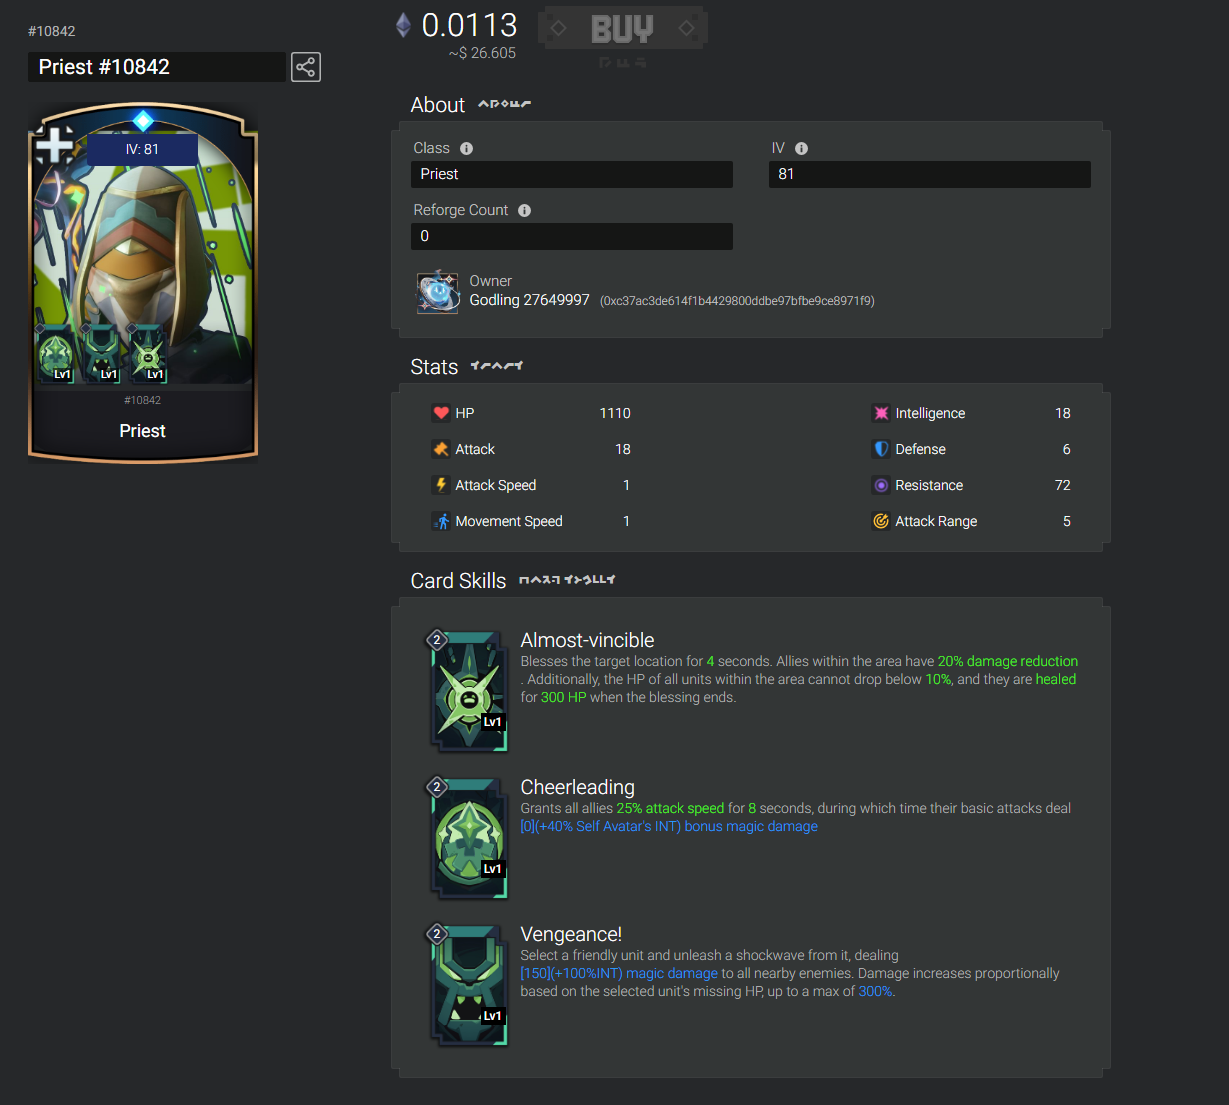 #10842
Priest #10842
IV: 81
Lv1 Lv1 Lv1
#10842
Priest
0.0113
~$ 26.605
BUY
About
Class
Priest
IV
81
Reforge Count
0
Owner
Godling 27649997 (0xc37ac3de614f1b4429800ddbe97bfbe9ce8971f9)
Stats
HP 1110
Intelligence 18
Attack 18
Defense 6
Attack Speed 1
Resistance 72
Movement Speed 1
Attack Range 5
Card Skills
2
Lv1
Almost-vincible
Blesses the target location for 4 seconds. Allies within the area have 20% damage reduction
. Additionally, the HP of all units within the area cannot drop below 10%, and they are healed
for 300 HP when the blessing ends.
2
Lv1
Cheerleading
Grants all allies 25% attack speed for 8 seconds, during which time their basic attacks deal
[0](+40% Self Avatar's INT) bonus magic damage
2
Lv1
Vengeance!
Select a friendly unit and unleash a shockwave from it, dealing
[150](+100%INT) magic damage to all nearby enemies. Damage increases proportionally
based on the selected unit's missing HP, up to a max of 300%.